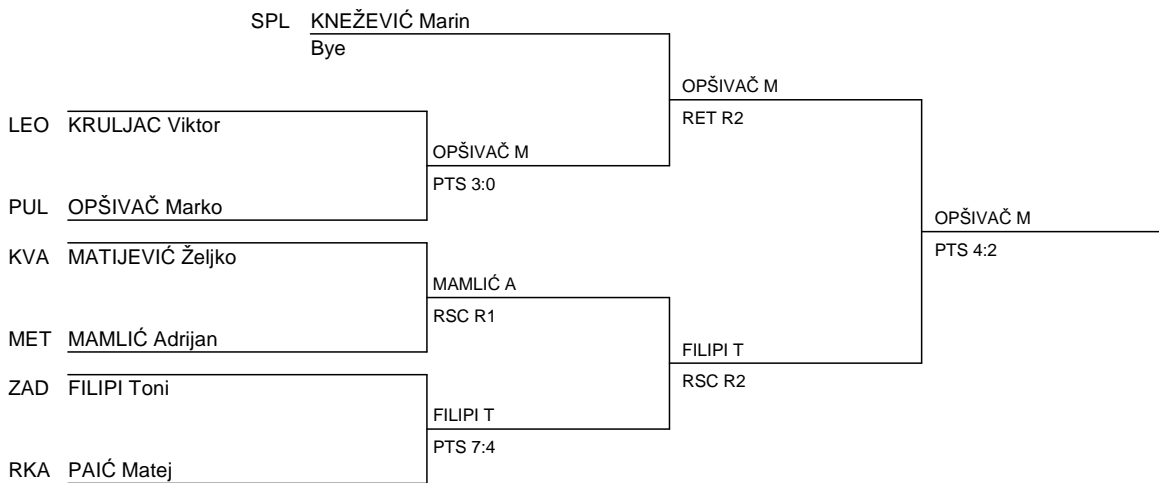 SPL KNEŽEVIĆ Marin
Bye
OPŠIVAČ M
RET R2
LEO KRULJAC Viktor
OPŠIVAČ M
PTS 3:0
PUL OPŠIVAČ Marko
OPŠIVAČ M
PTS 4:2
KVA MATIJEVIĆ Željko
MAMLIĆ A
RSC R1
MET MAMLIĆ Adrijan
FILIPI T
RSC R2
ZAD FILIPI Toni
FILIPI T
PTS 7:4
RKA PAIĆ Matej